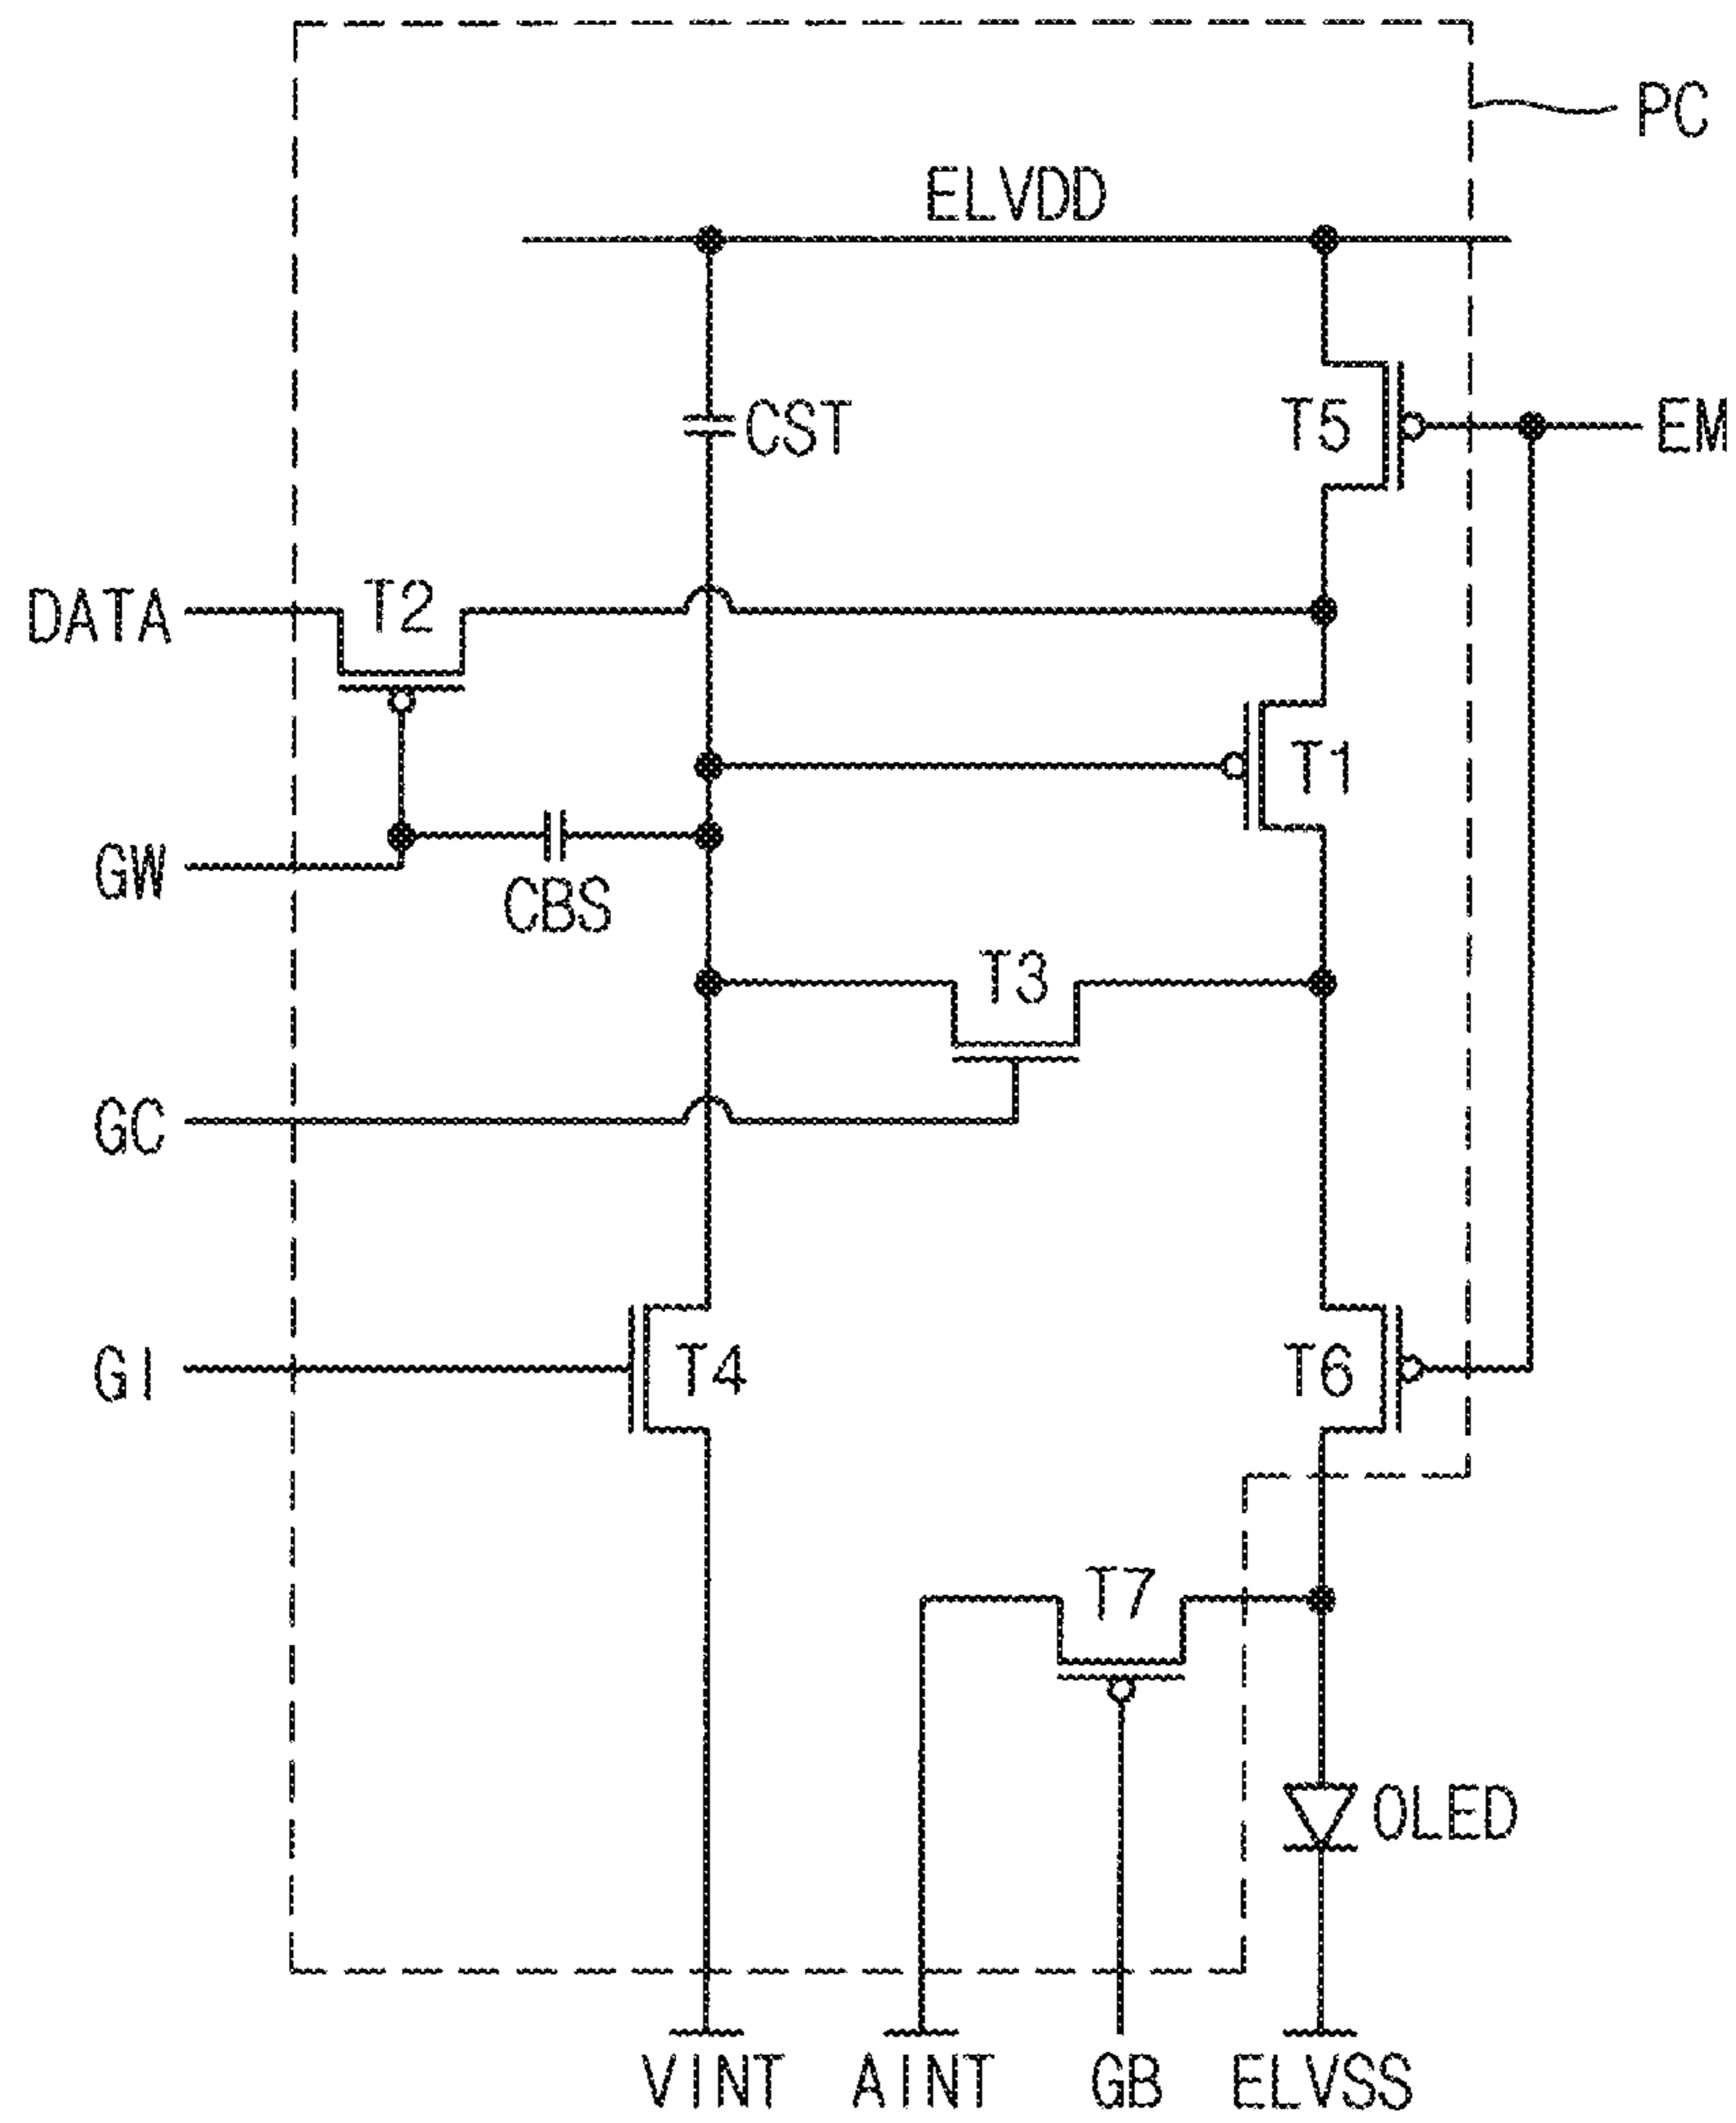 PC
ELVDD
CST
T5
EM
DATA
T2
T1
GW
CBS
T3
GC
GI
T4
T6
T7
OLED
VINT
AINT
GB
ELVSS